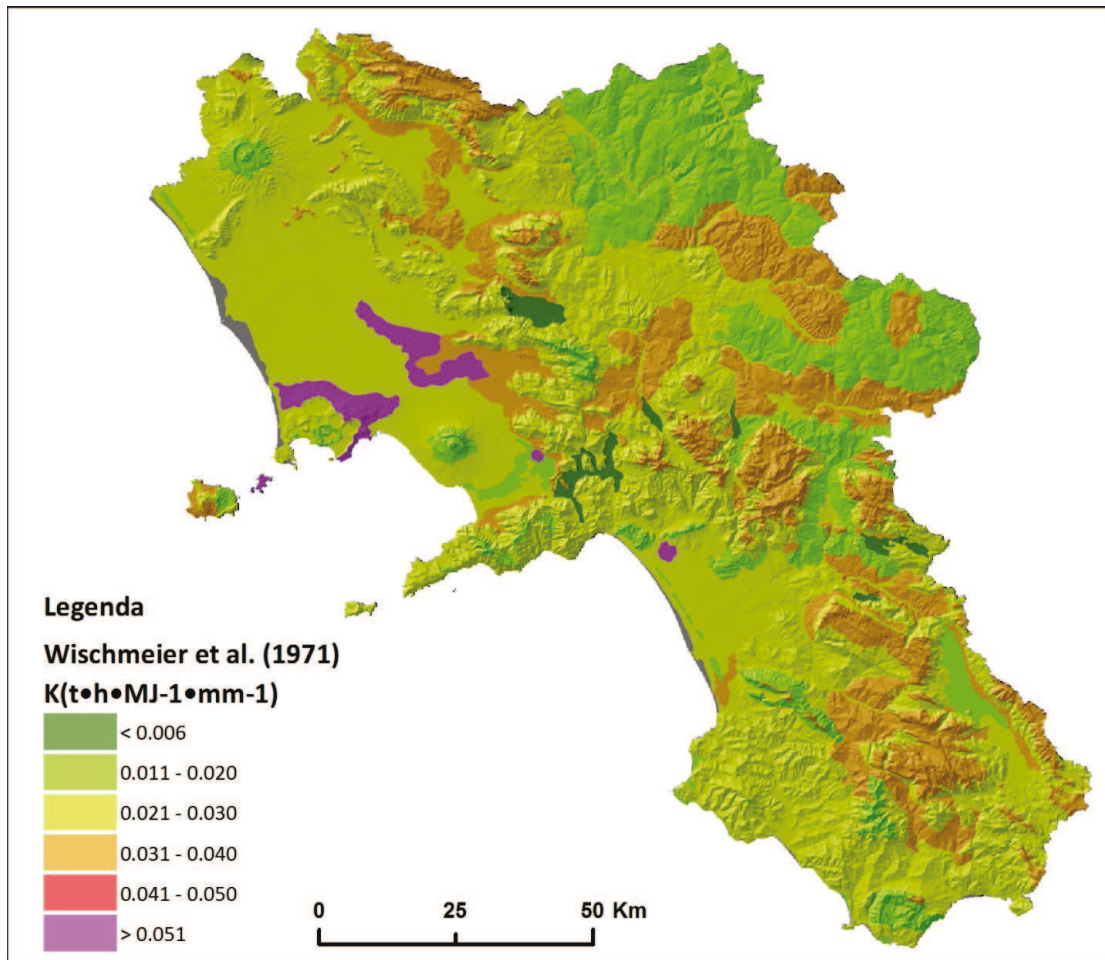 Legenda
Wischmeier et al. (1971)
K(t•h•MJ-1•mm-1)
< 0.006
0.011 - 0.020
0.021 - 0.030
0.031 - 0.040
0.041 - 0.050
> 0.051
0 25 50 Km